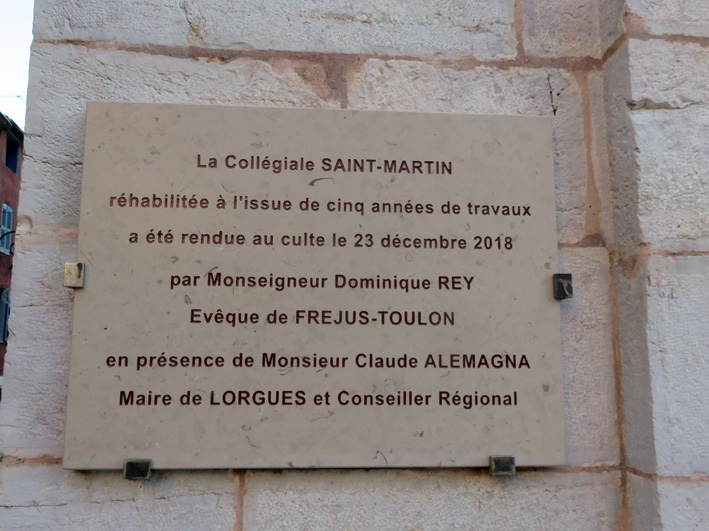 La Collégiale SAINT-MARTIN
réhabilitée à l'issue de cinq années de travaux
a été rendue au culte le 23 décembre 2018
par Monseigneur Dominique REY
Evêque de FREJUS-TOULON
en présence de Monsieur Claude ALEMAGNA
Maire de LORGUES et Conseiller Régional